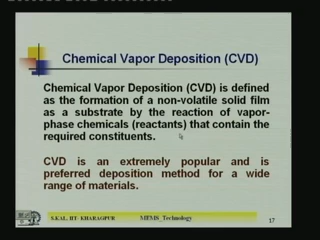 Chemical Vapor Deposition (CVD)
Chemical Vapor Deposition (CVD) is defined
as the formation of a non-volatile solid film
as a substrate by the reaction of vapor-
phase chemicals (reactants) that contain the
required constituents.
CVD is an extremely popular and is
preferred deposition method for a wide
range of materials.
S.KAL, IIT KHARAGPUR MEMS_Technology 17